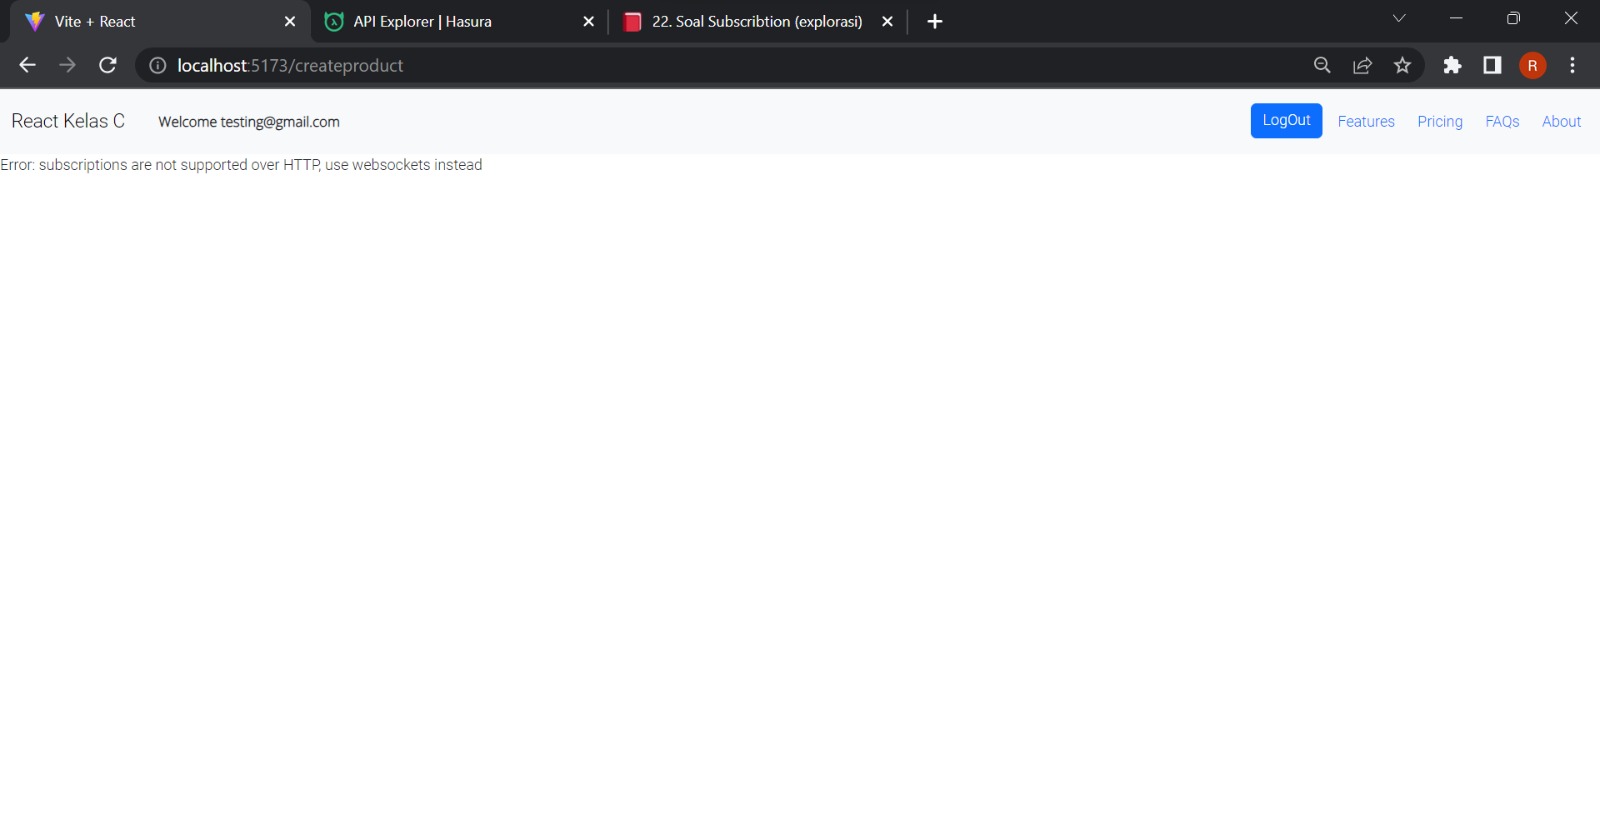 Vite + React
API Explorer | Hasura
22. Soal Subscribtion (explorasi)
localhost:5173/createproduct
R
React Kelas C
Welcome testing@gmail.com
LogOut
Features
Pricing
FAQs
About
Error: subscriptions are not supported over HTTP, use websockets instead